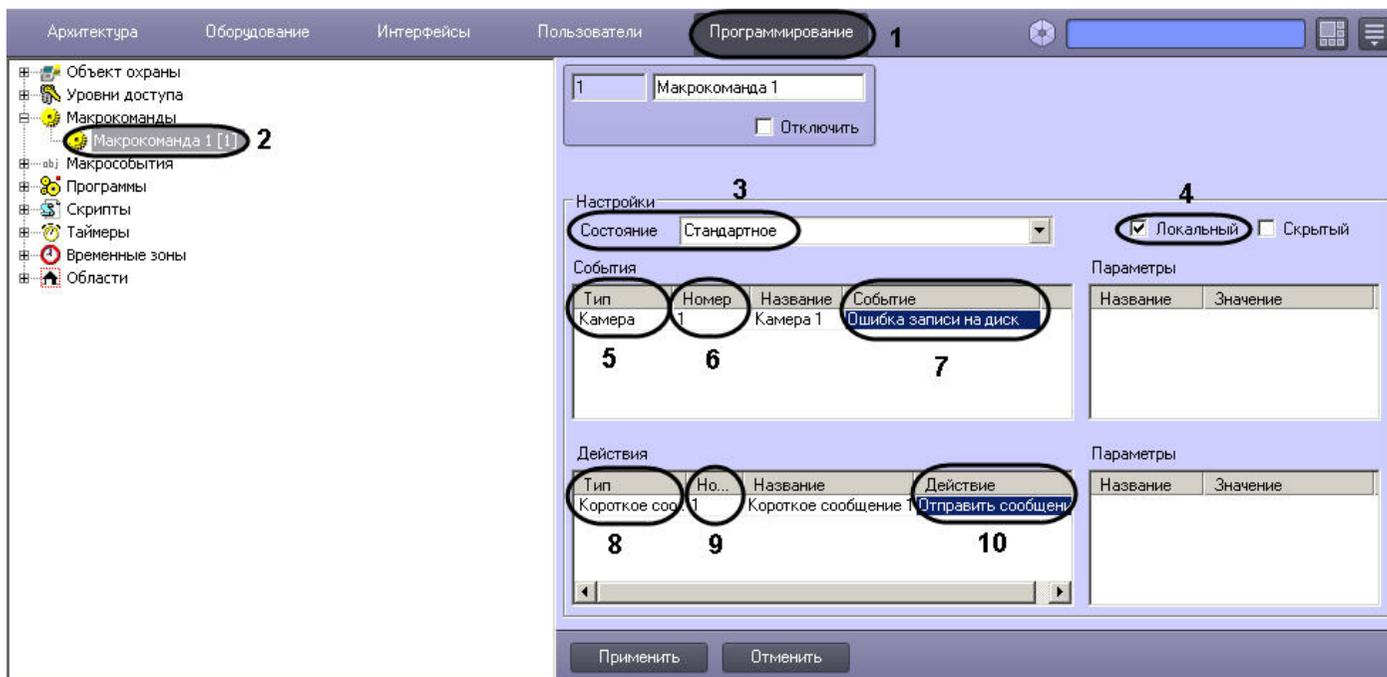 Архитектура Оборудование Интерфейсы Пользователи Программирование 1
Объект охраны
Уровни доступа
Макрокоманды
Макрокоманда 1 [1] 2
obj Макрособытия
Программы
Скрипты
Таймеры
Временные зоны
Области
1 Макрокоманда 1
Отключить
3
4
Настройки
Состояние Стандартное
Локальный Скрытый
События
Параметры
Тип Номер Название Событие
Название Значение
Камера 1 Камера 1 Ошибка записи на диск
5 6 7
Действия
Параметры
Тип Но... Название Действие
Название Значение
Короткое соо. 1 Короткое сообщение 1 Отправить сообщени
8 9 10
Применить Отменить